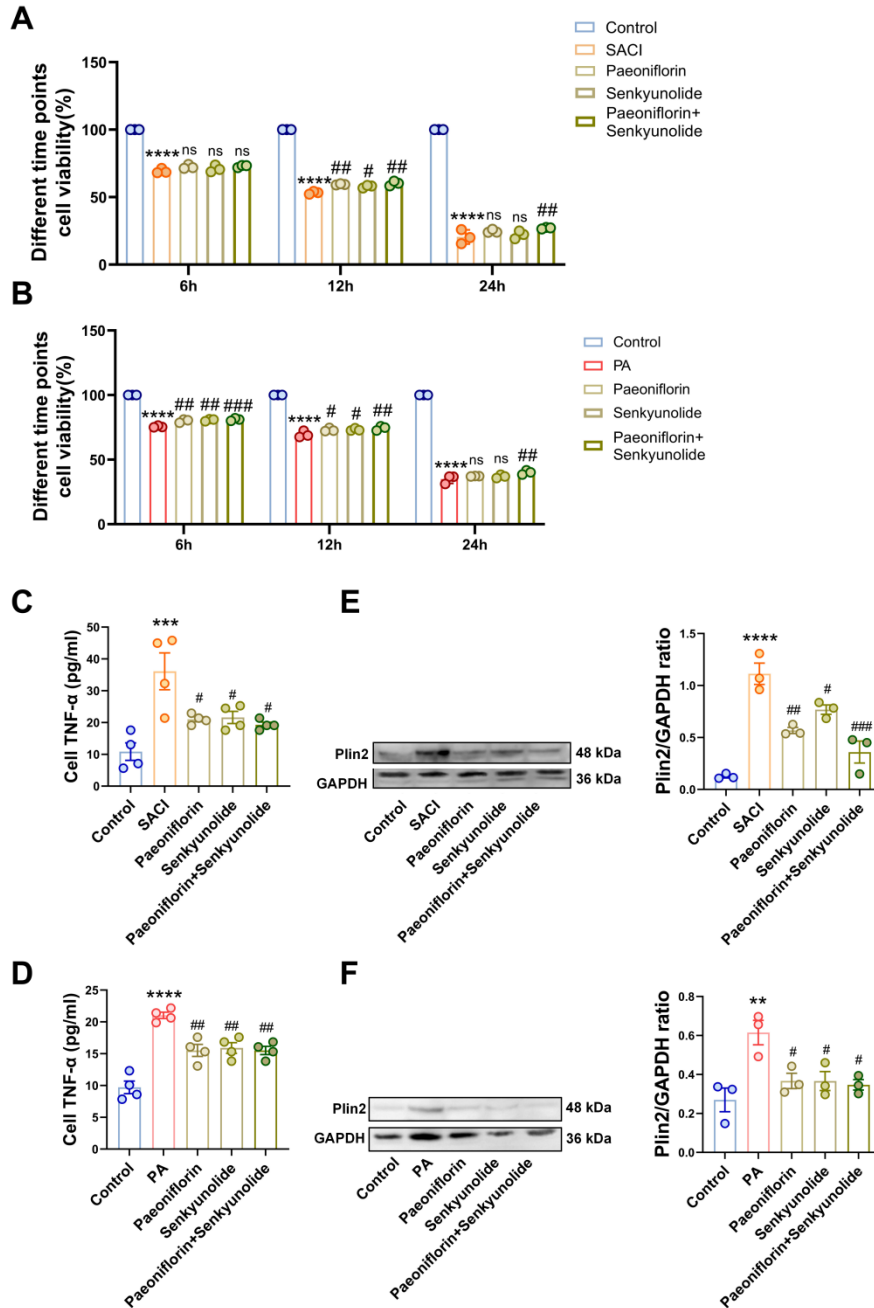 A
Control
SACI
Paeoniflorin
Senkyunolide
Paeoniflorin+
Senkyunolide
Different time points
cell viability(%)
150
100
50
0
**** ns ns ns
**** ## # ##
**** ns ns ##
6h 12h 24h
B
Control
PA
Paeoniflorin
Senkyunolide
Paeoniflorin+
Senkyunolide
Different time points
cell viability(%)
150
100
50
0
**** ## ## ###
**** # # ##
**** ns ns ##
6h 12h 24h
C
Cell TNF-α (pg/ml)
50
40
30
20
10
0
*** # # #
Control
SACI
Paeoniflorin
Senkyunolide
Paeoniflorin+Senkyunolide
E
Plin2 48 kDa
GAPDH 36 kDa
Control
SACI
Paeoniflorin
Senkyunolide
Paeoniflorin+Senkyunolide
Plin2/GAPDH ratio
1.5
1.0
0.5
0.0
**** ## # ###
Control
SACI
Paeoniflorin
Senkyunolide
Paeoniflorin+Senkyunolide
D
Cell TNF-α (pg/ml)
25
20
15
10
5
0
**** ## ## ##
Control
PA
Paeoniflorin
Senkyunolide
Paeoniflorin+Senkyunolide
F
Plin2 48 kDa
GAPDH 36 kDa
Control
PA
Paeoniflorin
Senkyunolide
Paeoniflorin+Senkyunolide
Plin2/GAPDH ratio
0.8
0.6
0.4
0.2
0.0
** # # #
Control
PA
Paeoniflorin
Senkyunolide
Paeoniflorin+Senkyunolide